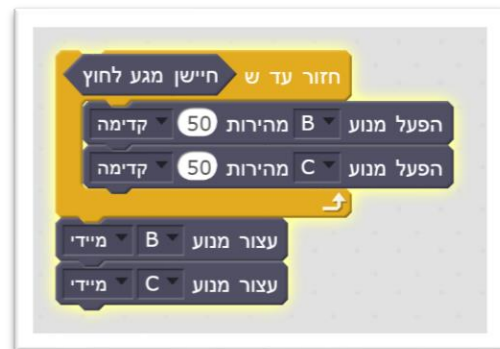 חזור עד ש חיישן מגע לחוץ
הפעל מנוע B מהירות 50 קדימה
הפעל מנוע C מהירות 50 קדימה
עצור מנוע B מיידי
עצור מנוע C מיידי